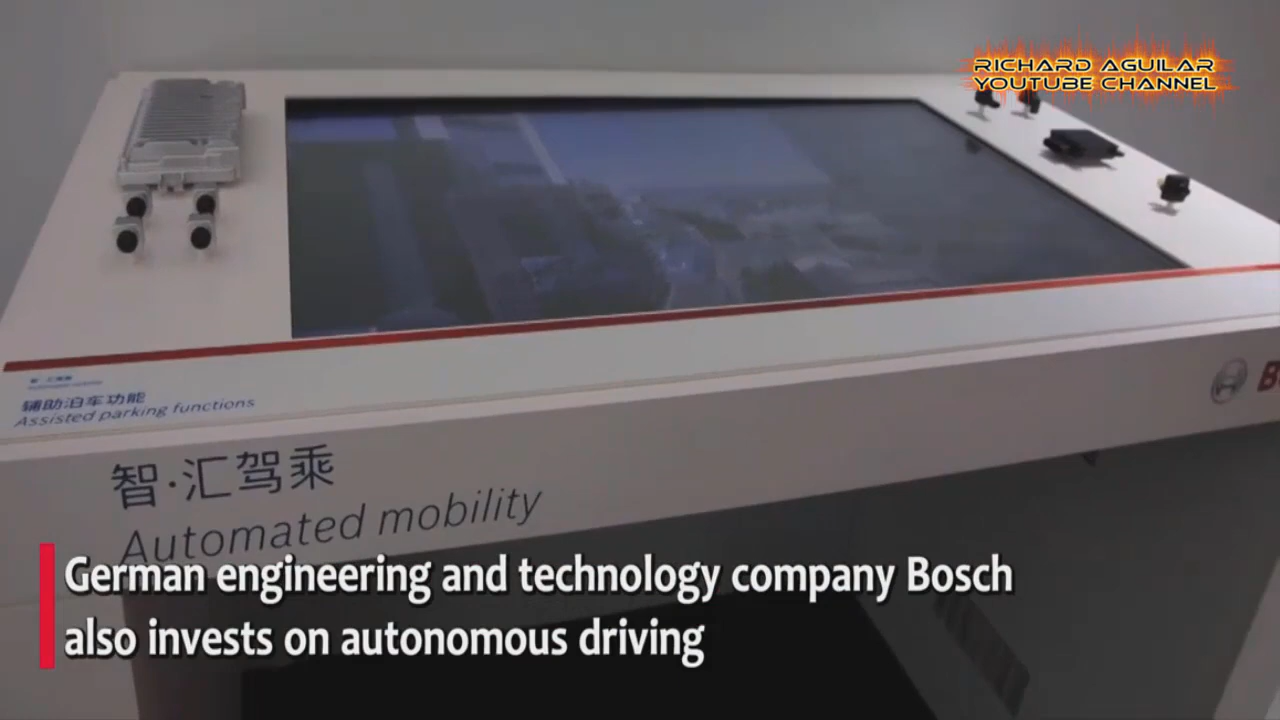 RICHARD AGUILAR
YOUTUBE CHANNEL
辅助泊车功能
Assisted parking functions
智·汇驾乘
Automated mobility
German engineering and technology company Bosch
also invests on autonomous driving